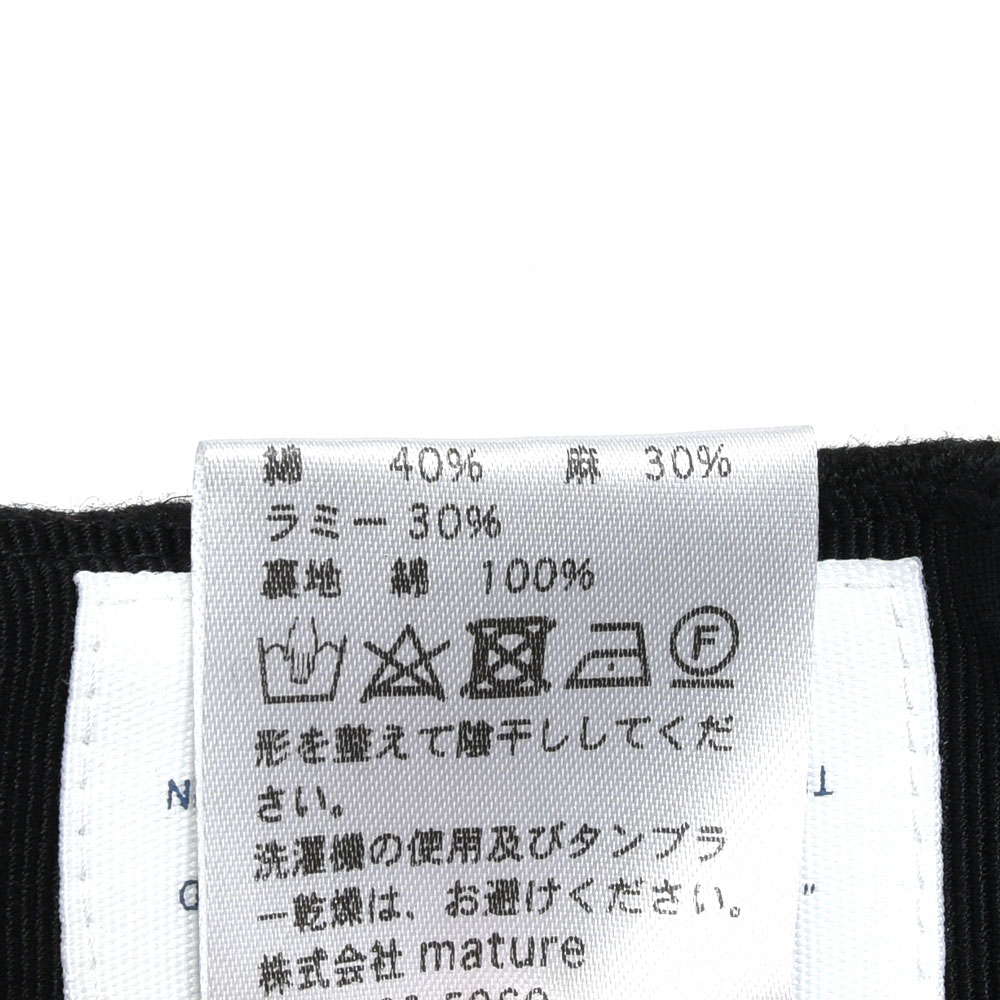 綿 40% 麻 30%
ラミー 30%
裏地 綿 100%
F
形を整えて陰干ししてくだ
さい。
洗濯機の使用及びタンブラ
ー乾燥は、お避けください。
株式会社 mature